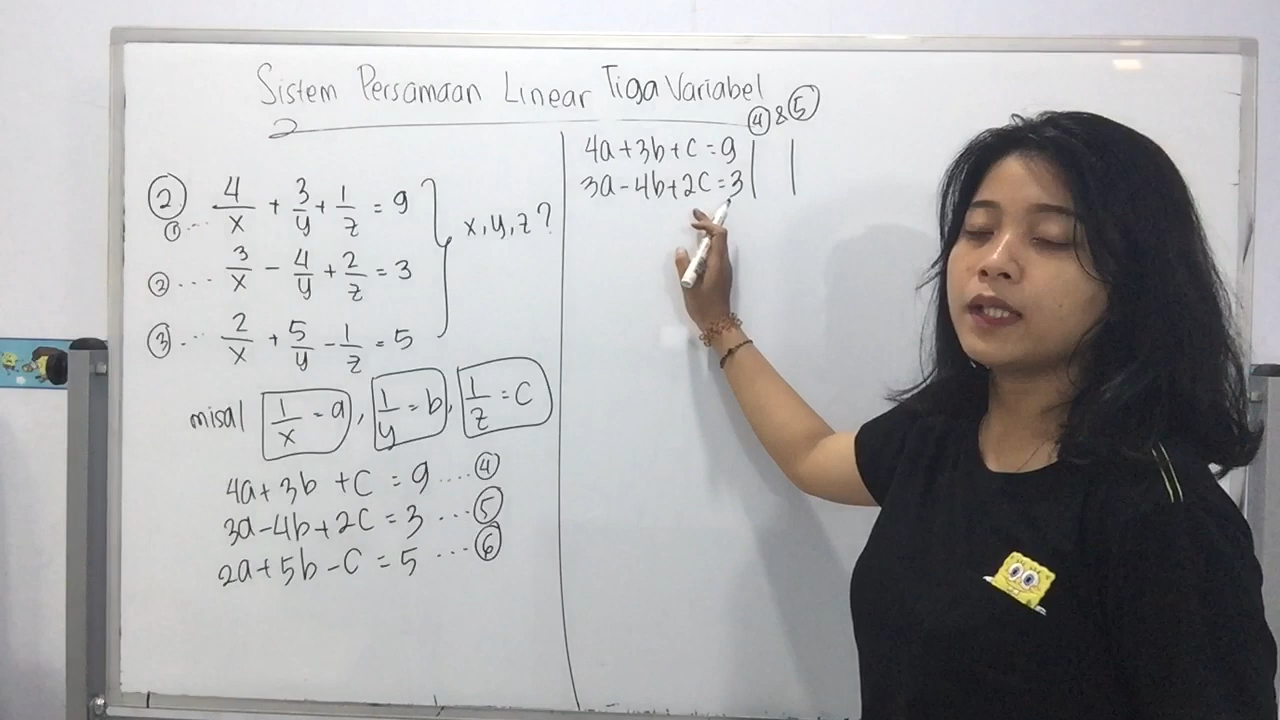 Sistem Persamaan Linear Tiga Variabel
② 4/x + 3/y + 1/z = 9
①...
②... 3/x - 4/y + 2/z = 3
③... 2/x + 5/y - 1/z = 5
x, y, z ?
misal 1/x = a, 1/y = b, 1/z = c
4a + 3b + c = 9 .... ④
3a - 4b + 2c = 3 ... ⑤
2a + 5b - c = 5 .... ⑥
④ & ⑤
4a + 3b + c = 9
3a - 4b + 2c = 3